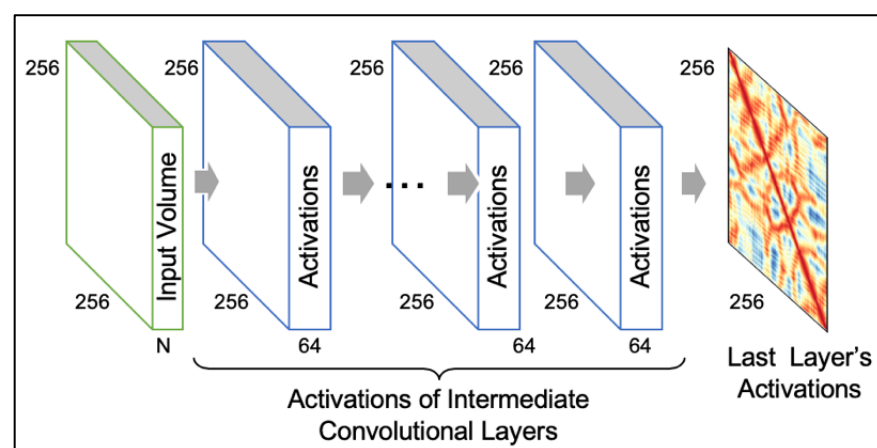 256
256
256
256
256
Input Volume
Activations
...
Activations
Activations
256
256
256
256
256
N
64
64
64
Last Layer's
Activations
Activations of Intermediate
Convolutional Layers